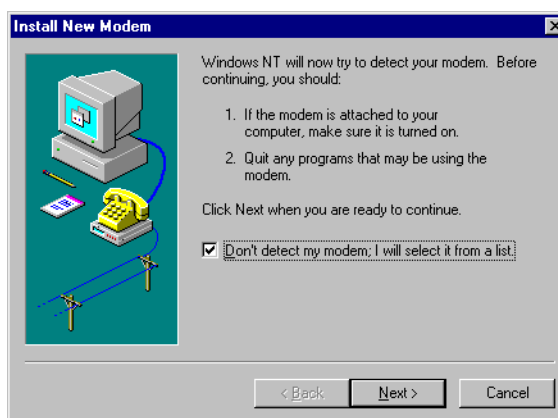 Install New Modem
Windows NT will now try to detect your modem. Before
continuing, you should:
1. If the modem is attached to your
computer, make sure it is turned on.
2. Quit any programs that may be using the
modem.
Click Next when you are ready to continue.
Don't detect my modem; I will select it from a list.
< Back
Next >
Cancel